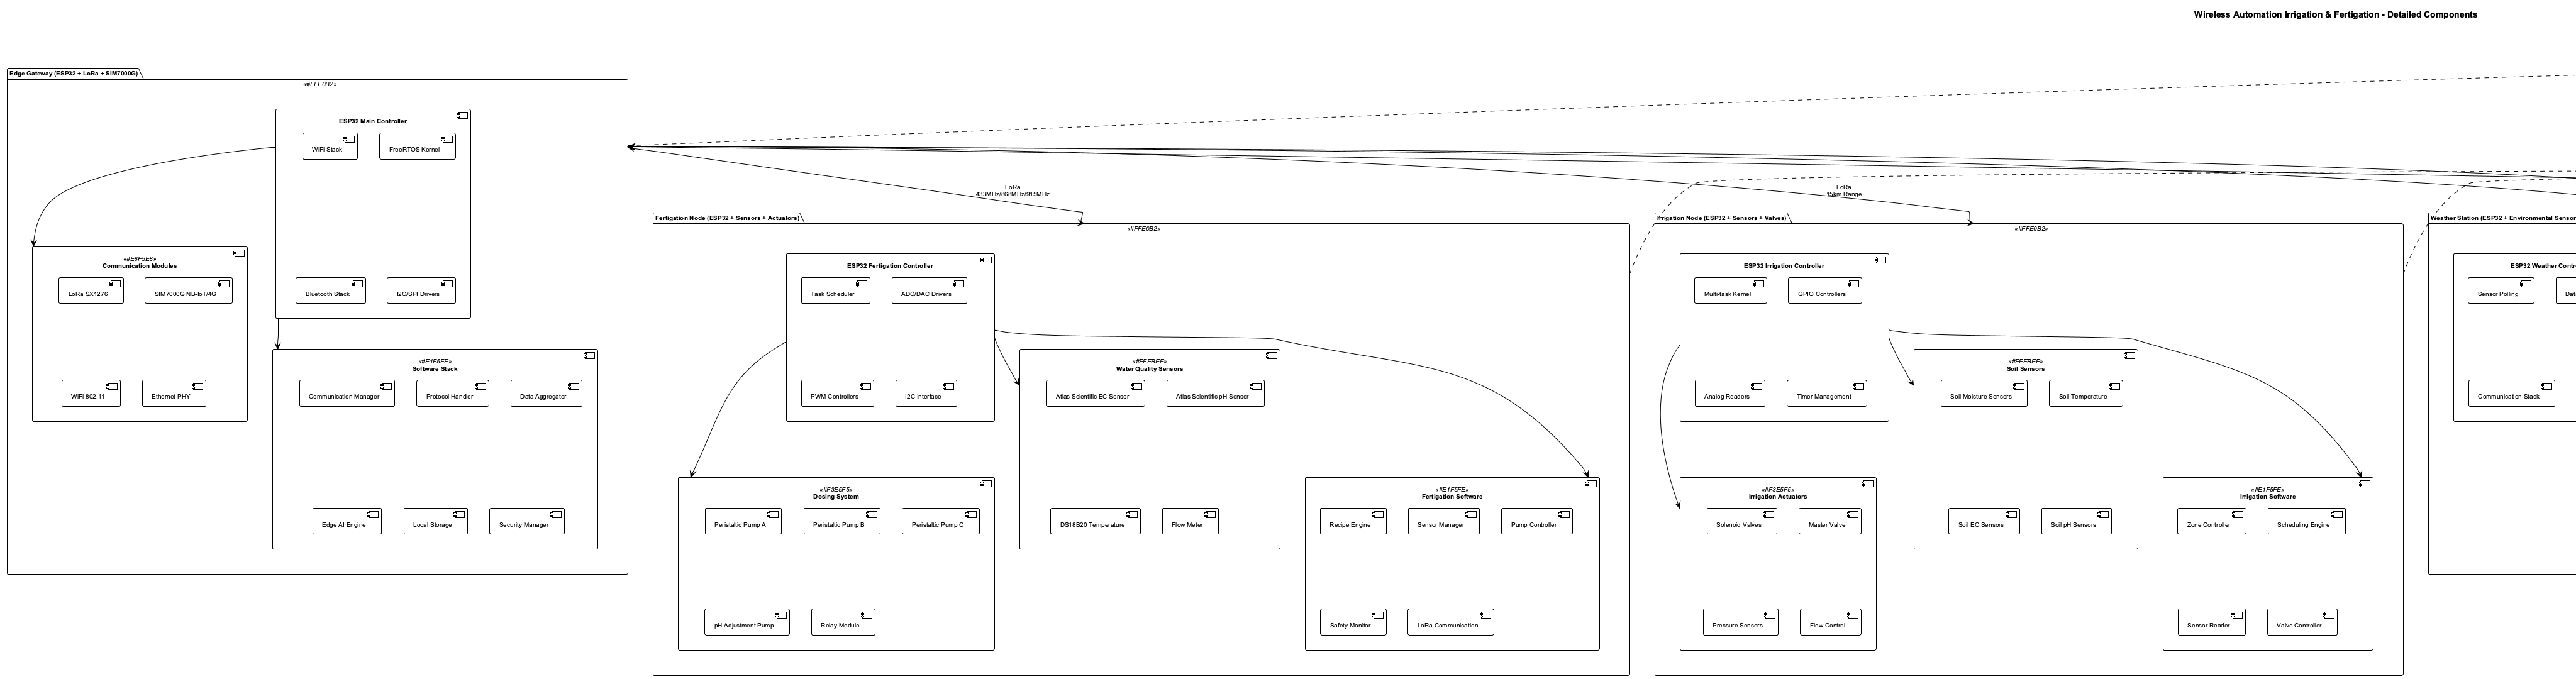 Wireless Automation Irrigation & Fertigation - Detailed Components
Edge Gateway (ESP32 + LoRa + SIM7000G)
«#FFE0B2»
ESP32 Main Controller
WiFi Stack
FreeRTOS Kernel
Bluetooth Stack
I2C/SPI Drivers
«#E8F5E8»
Communication Modules
LoRa SX1276
SIM7000G NB-IoT/4G
WiFi 802.11
Ethernet PHY
«#E1F5FE»
Software Stack
Communication Manager
Protocol Handler
Data Aggregator
Edge AI Engine
Local Storage
Security Manager
LoRa
433MHz/868MHz/915MHz
LoRa
15km Range
Fertigation Node (ESP32 + Sensors + Actuators)
«#FFE0B2»
ESP32 Fertigation Controller
Task Scheduler
ADC/DAC Drivers
PWM Controllers
I2C Interface
«#FFEBEE»
Water Quality Sensors
Atlas Scientific EC Sensor
Atlas Scientific pH Sensor
DS18B20 Temperature
Flow Meter
«#F3E5F5»
Dosing System
Peristaltic Pump A
Peristaltic Pump B
Peristaltic Pump C
pH Adjustment Pump
Relay Module
«#E1F5FE»
Fertigation Software
Recipe Engine
Sensor Manager
Pump Controller
Safety Monitor
LoRa Communication
Irrigation Node (ESP32 + Sensors + Valves)
«#FFE0B2»
ESP32 Irrigation Controller
Multi-task Kernel
GPIO Controllers
Analog Readers
Timer Management
«#FFEBEE»
Soil Sensors
Soil Moisture Sensors
Soil Temperature
Soil EC Sensors
Soil pH Sensors
«#F3E5F5»
Irrigation Actuators
Solenoid Valves
Master Valve
Pressure Sensors
Flow Control
«#E1F5FE»
Irrigation Software
Zone Controller
Scheduling Engine
Sensor Reader
Valve Controller
Weather Station (ESP32 + Environmental Sensor
ESP32 Weather Contr
Sensor Polling
Dat
Communication Stack